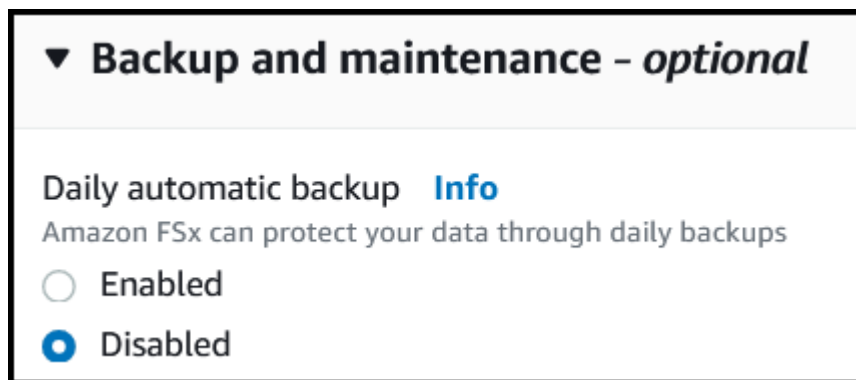 Backup and maintenance - optional
Daily automatic backup Info
Amazon FSx can protect your data through daily backups
Enabled
Disabled